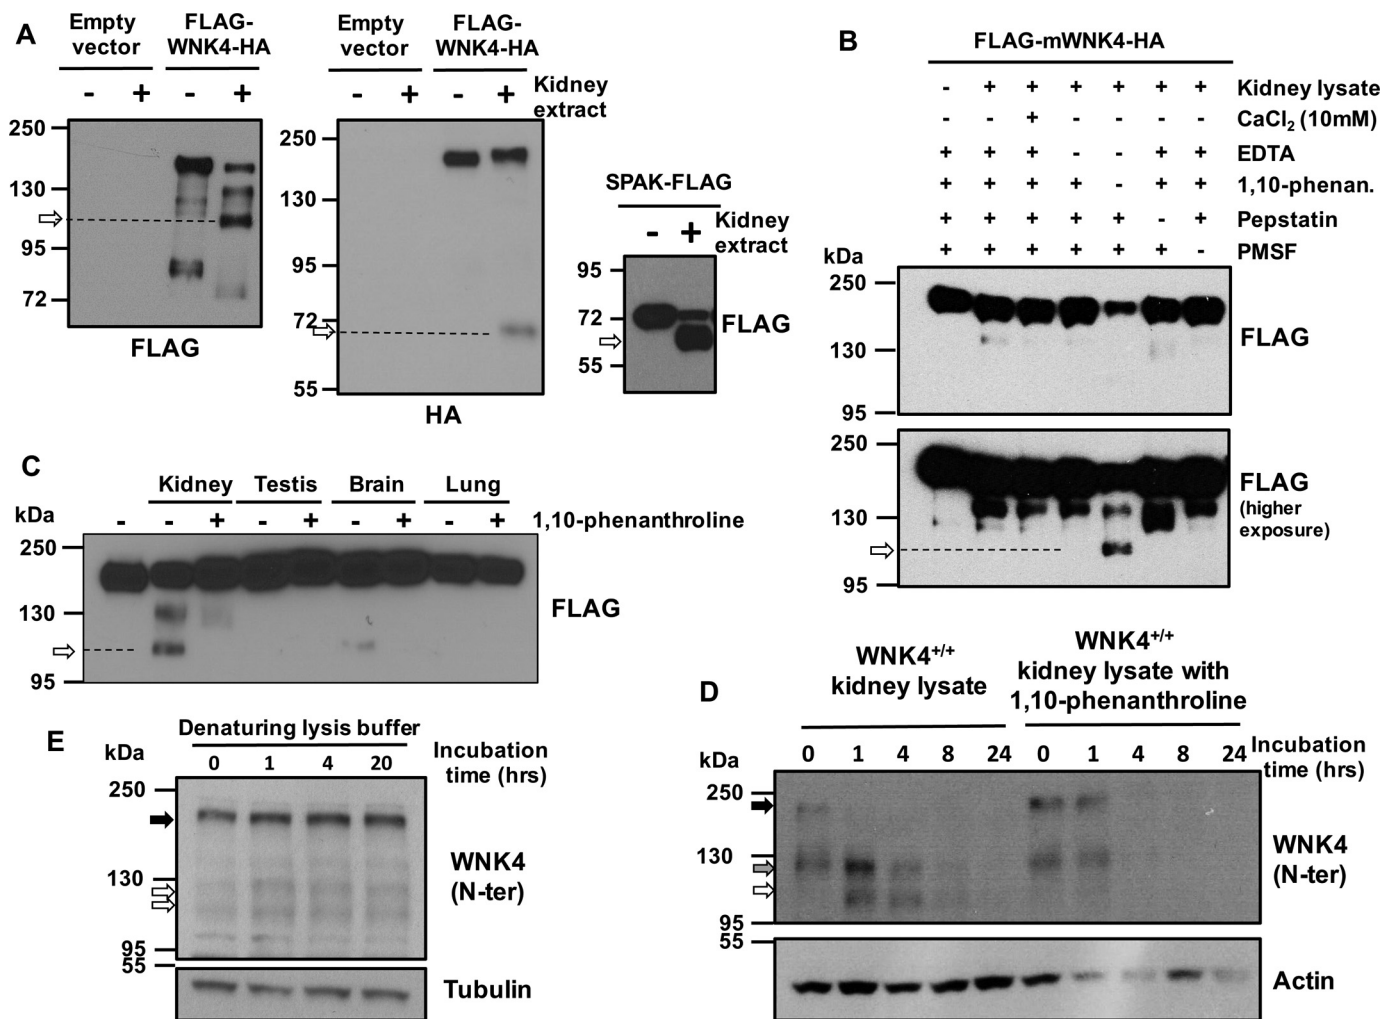 A
Empty vector
FLAG-WNK4-HA
- + - +
250
130
95
72
FLAG
Empty vector
FLAG-WNK4-HA
- + - + Kidney extract
250
130
95
72
55
HA
SPAK-FLAG
- + Kidney extract
95
72
55
FLAG
B
FLAG-mWNK4-HA
- + + + + + + Kidney lysate
- - + - - - - CaCl2 (10mM)
+ + + - - + + EDTA
+ + + + - + + 1,10-phenan.
+ + + + + - + Pepstatin
+ + + + + + - PMSF
kDa
250
130
95
FLAG
250
130
95
FLAG
(higher
exposure)
C
Kidney Testis Brain Lung
kDa
- - + - + - + - + 1,10-phenanthroline
250
130
95
FLAG
D
WNK4+/+
kidney lysate
WNK4+/+
kidney lysate with
1,10-phenanthroline
kDa
0 1 4 8 24 0 1 4 8 24 Incubation
time (hrs)
250
130
95
WNK4
(N-ter)
55
Actin
E
Denaturing lysis buffer
kDa
0 1 4 20 Incubation
time (hrs)
250
130
95
WNK4
(N-ter)
55
Tubulin